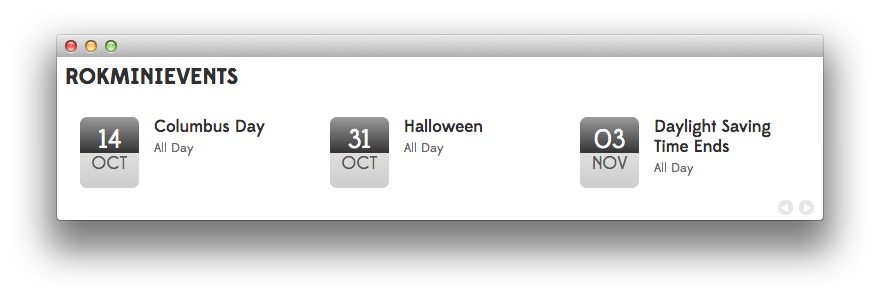 ROKMINIEVENTS
14
OCT
Columbus Day
All Day
31
OCT
Halloween
All Day
03
NOV
Daylight Saving
Time Ends
All Day